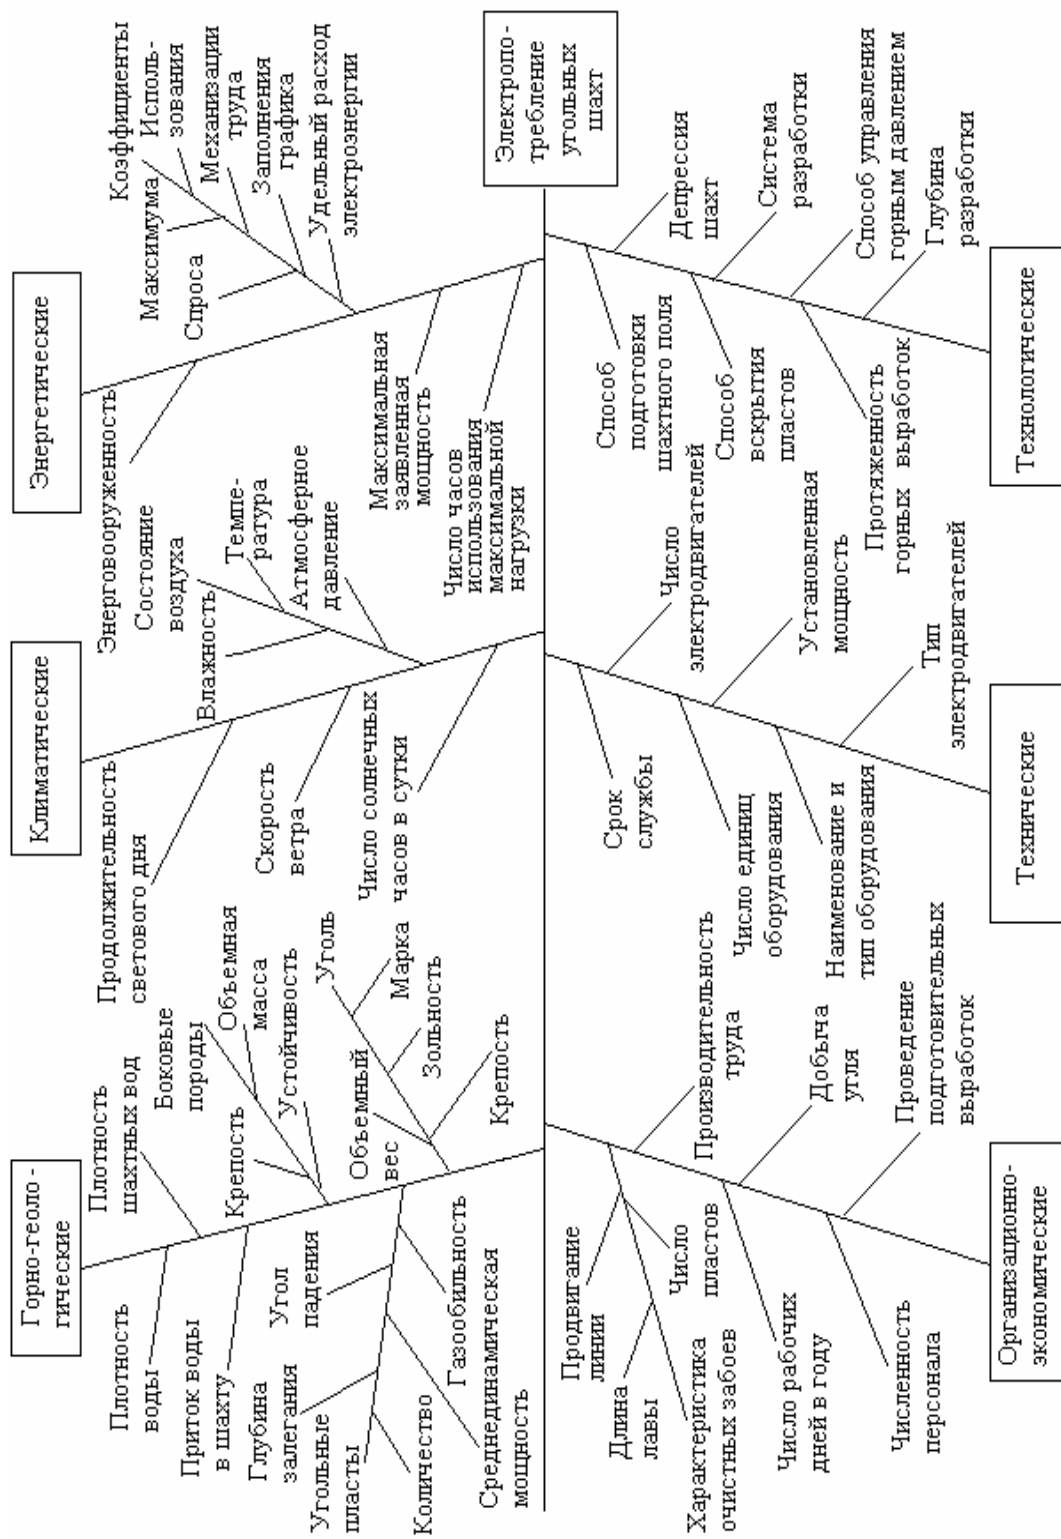 Горно-геоло-
гические
Плотность
воды
Плотность
шахтных вод
Приток воды
в шахту
Крепость
Боковые
породы
Объемная
масса
Устойчивость
Глубина
залегания
Угол
падения
Угольные
пласты
Количество
Среднединамическая
мощность
Газообильность
Объемный
вес
Уголь
Марка
Зольность
Крепость
Климатические
Продолжительность
светового дня
Влажность
Состояние
воздуха
Темпе-
ратура
Атмосферное
давление
Скорость
ветра
Число солнечных
часов в сутки
Энергетические
Энерговооруженность
Спроса
Максимума
Коэффициенты
Исполь-
зования
Механизации
труда
Заполнения
графика
Удельный расход
электроэнергии
Максимальная
заявленная
мощность
Число часов
использования
максимальной
нагрузки
Электропо-
требление
угольных
шахт
Продвигание
линии
Длина
лавы
Число
пластов
Характеристика
очистных забоев
Производительность
труда
Число рабочих
дней в году
Добыча
угля
Численность
персонала
Проведение
подготовительных
выработок
Организационно-
экономические
Срок
службы
Число
электродвигателей
Число единиц
оборудования
Установленная
мощность
Наименование и
тип оборудования
Тип
электродвигателей
Технические
Способ
подготовки
шахтного поля
Депрессия
шахт
Способ
вскрытия
пластов
Система
разработки
Протяженность
горных выработок
Способ управления
горным давлением
Глубина
разработки
Технологические